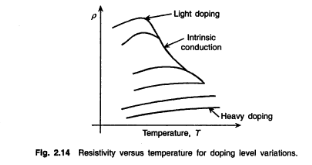 ρ
Light doping
Intrinsic
conduction
Heavy doping
Temperature, T
Fig. 2.14 Resistivity versus temperature for doping level variations.